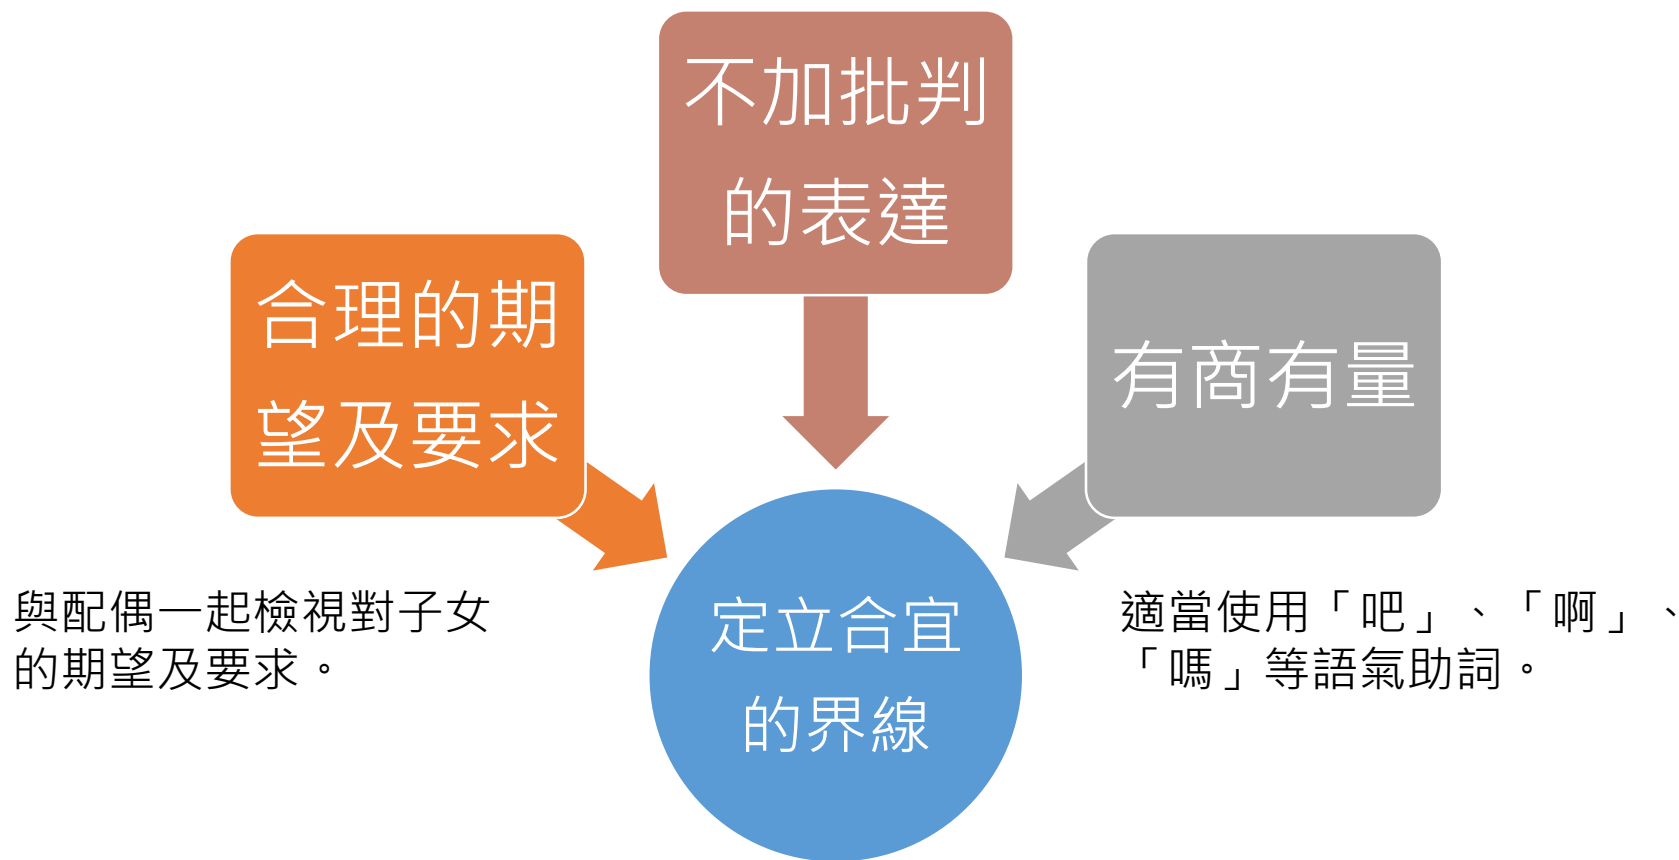 不加批判
的表達
合理的期
望及要求
有商有量
與配偶一起檢視對子女
的期望及要求。
定立合宜
的界線
適當使用「吧」、「啊」、
「嗎」等語氣助詞。